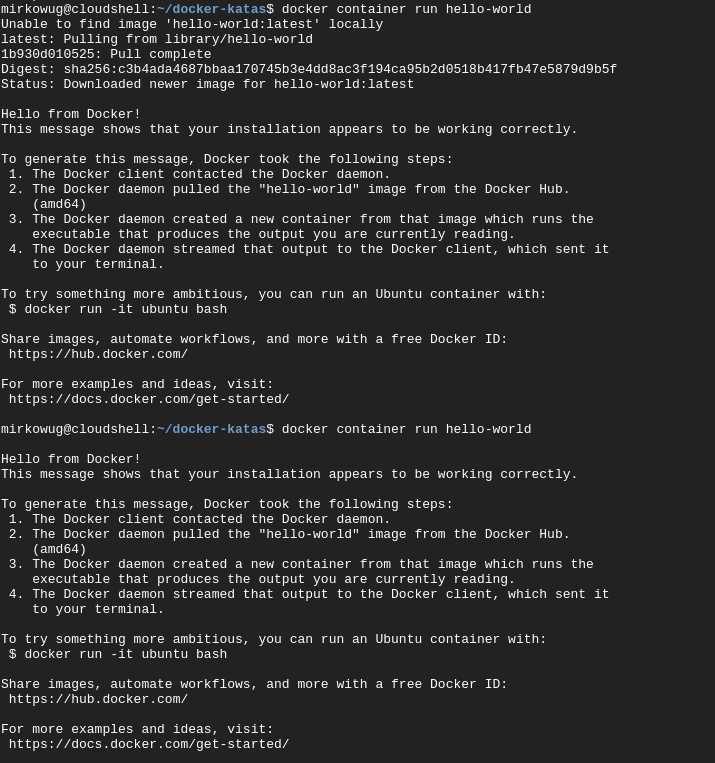 mirkowug@cloudshell:~/docker-katas$ docker container run hello-world
Unable to find image 'hello-world:latest' locally
latest: Pulling from library/hello-world
1b930d010525: Pull complete
Digest: sha256:c3b4ada4687bbaa170745b3e4dd8ac3f194ca95b2d0518b417fb47e5879d9b5f
Status: Downloaded newer image for hello-world:latest

Hello from Docker!
This message shows that your installation appears to be working correctly.

To generate this message, Docker took the following steps:
 1. The Docker client contacted the Docker daemon.
 2. The Docker daemon pulled the "hello-world" image from the Docker Hub.
    (amd64)
 3. The Docker daemon created a new container from that image which runs the
    executable that produces the output you are currently reading.
 4. The Docker daemon streamed that output to the Docker client, which sent it
    to your terminal.

To try something more ambitious, you can run an Ubuntu container with:
 $ docker run -it ubuntu bash

Share images, automate workflows, and more with a free Docker ID:
 https://hub.docker.com/

For more examples and ideas, visit:
 https://docs.docker.com/get-started/

mirkowug@cloudshell:~/docker-katas$ docker container run hello-world

Hello from Docker!
This message shows that your installation appears to be working correctly.

To generate this message, Docker took the following steps:
 1. The Docker client contacted the Docker daemon.
 2. The Docker daemon pulled the "hello-world" image from the Docker Hub.
    (amd64)
 3. The Docker daemon created a new container from that image which runs the
    executable that produces the output you are currently reading.
 4. The Docker daemon streamed that output to the Docker client, which sent it
    to your terminal.

To try something more ambitious, you can run an Ubuntu container with:
 $ docker run -it ubuntu bash

Share images, automate workflows, and more with a free Docker ID:
 https://hub.docker.com/

For more examples and ideas, visit:
 https://docs.docker.com/get-started/